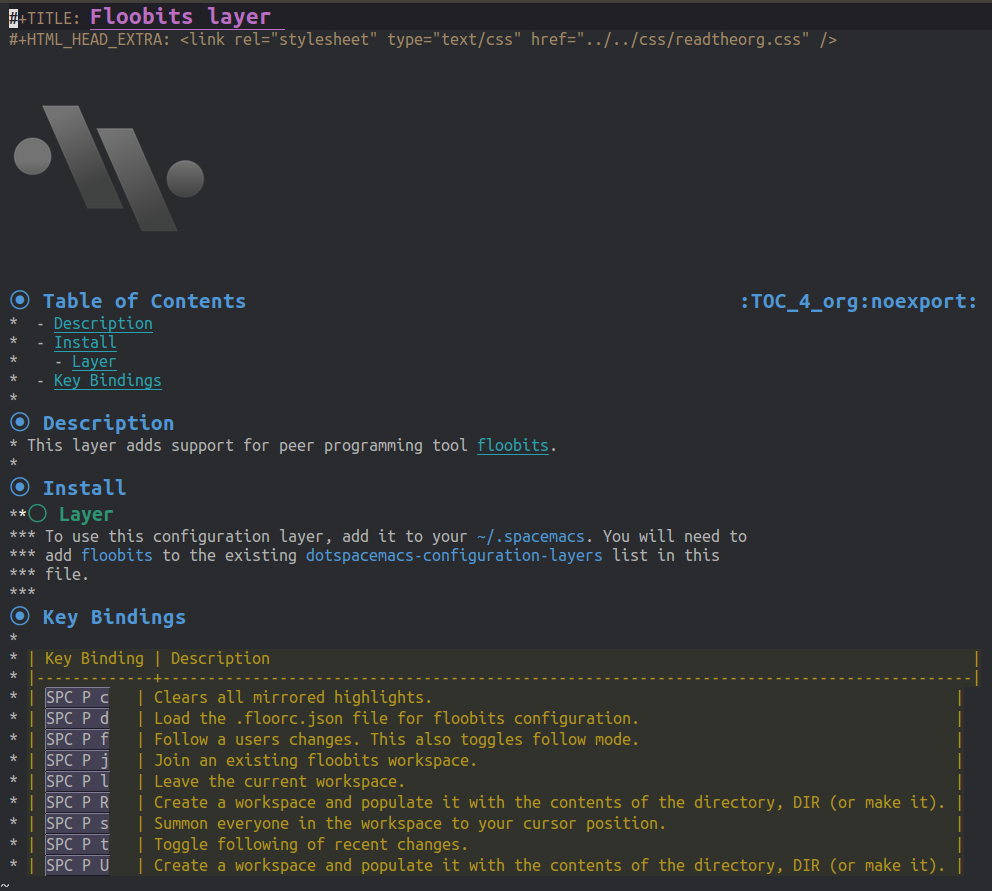 #+TITLE: Floobits layer
#+HTML_HEAD_EXTRA: <link rel="stylesheet" type="text/css" href="../../css/readtheorg.css" />
Table of Contents :TOC_4_org:noexport:
* - Description
* - Install
* - Layer
* - Key Bindings
*
Description
* This layer adds support for peer programming tool floobits.
*
Install
** Layer
*** To use this configuration layer, add it to your ~/.spacemacs. You will need to
*** add floobits to the existing dotspacemacs-configuration-layers list in this
*** file.
***
Key Bindings
*
* | Key Binding | Description |
* |-------------+------------------------------------------------------------------------------------------|
* | SPC P c | Clears all mirrored highlights. |
* | SPC P d | Load the .floorc.json file for floobits configuration. |
* | SPC P f | Follow a users changes. This also toggles follow mode. |
* | SPC P j | Join an existing floobits workspace. |
* | SPC P l | Leave the current workspace. |
* | SPC P R | Create a workspace and populate it with the contents of the directory, DIR (or make it). |
* | SPC P s | Summon everyone in the workspace to your cursor position. |
* | SPC P t | Toggle following of recent changes. |
* | SPC P U | Create a workspace and populate it with the contents of the directory, DIR (or make it). |
~